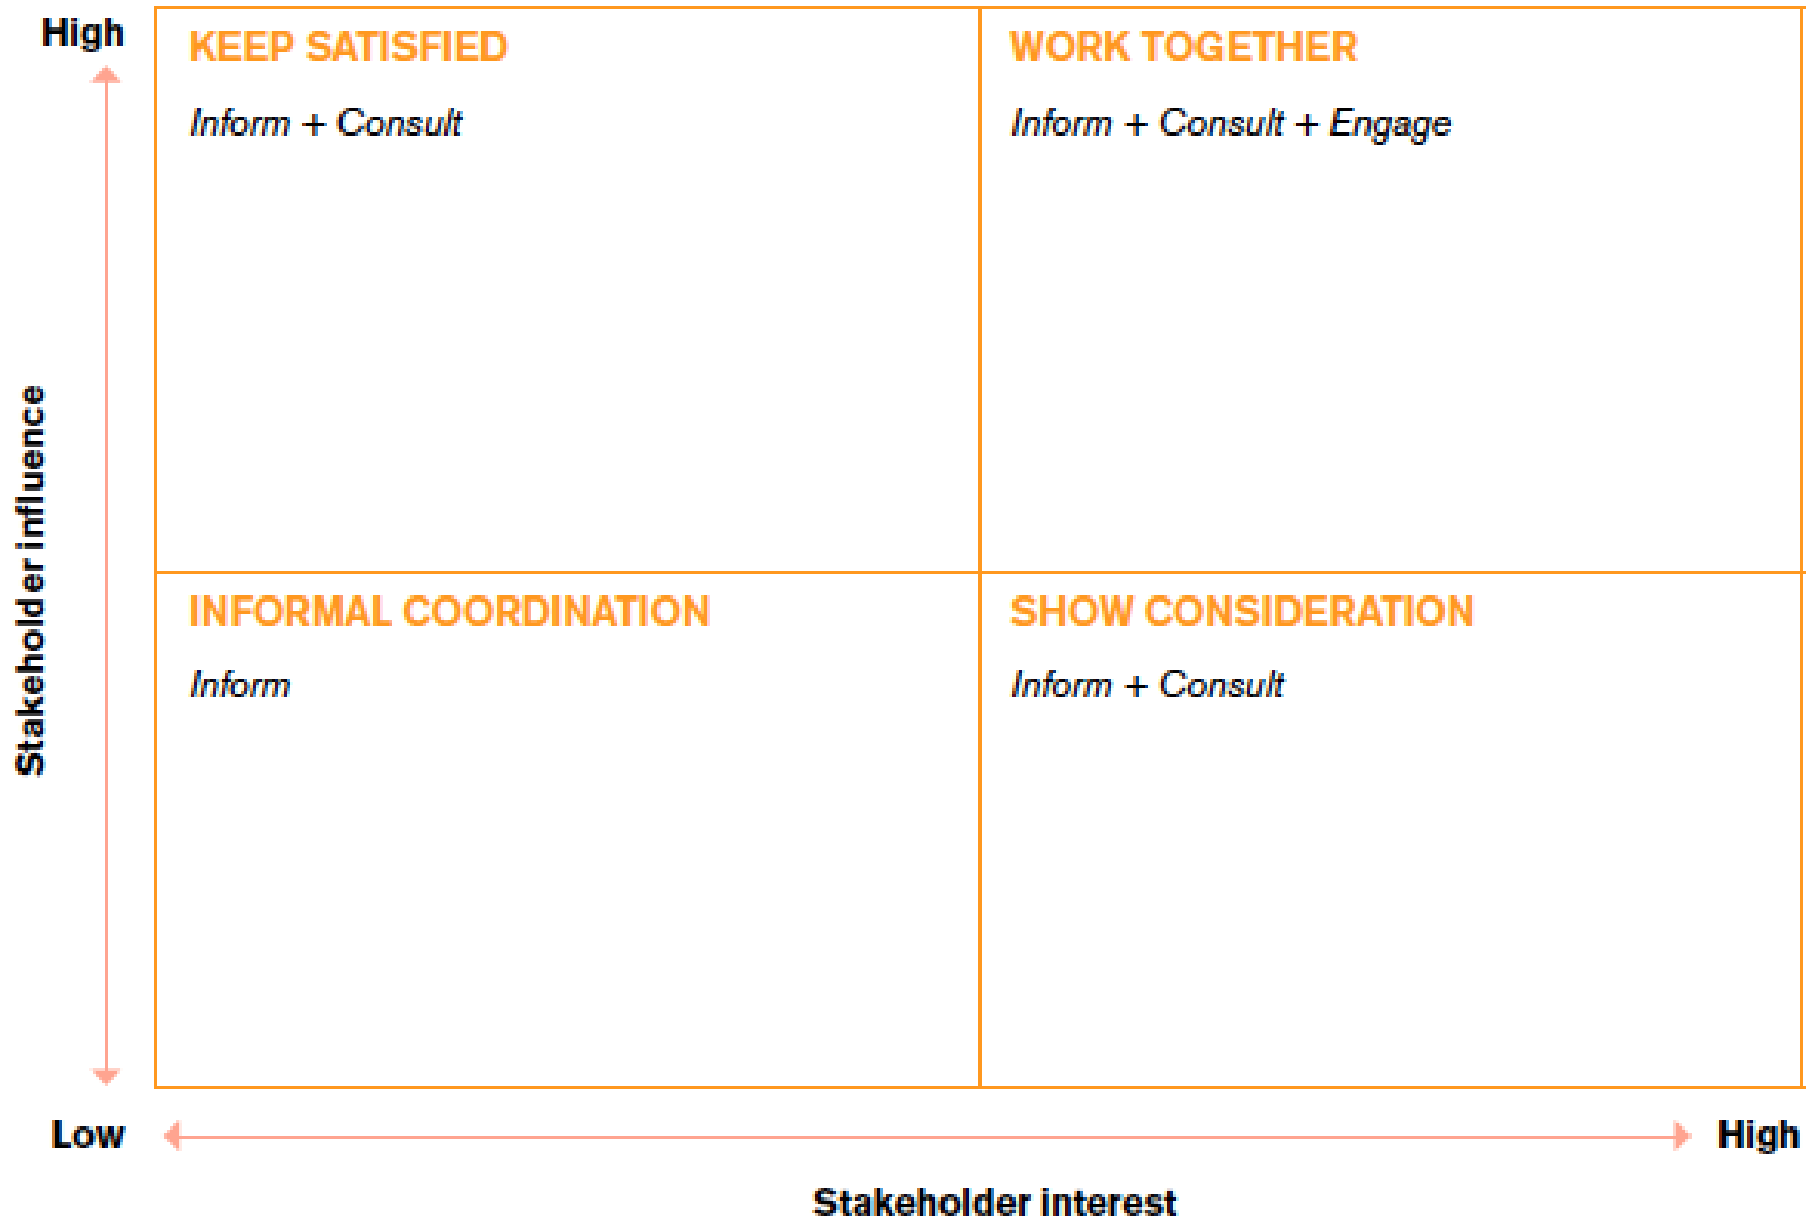 High
KEEP SATISFIED
Inform + Consult
WORK TOGETHER
Inform + Consult + Engage
Stakeholder influence
INFORMAL COORDINATION
Inform
SHOW CONSIDERATION
Inform + Consult
Low
High
Stakeholder interest